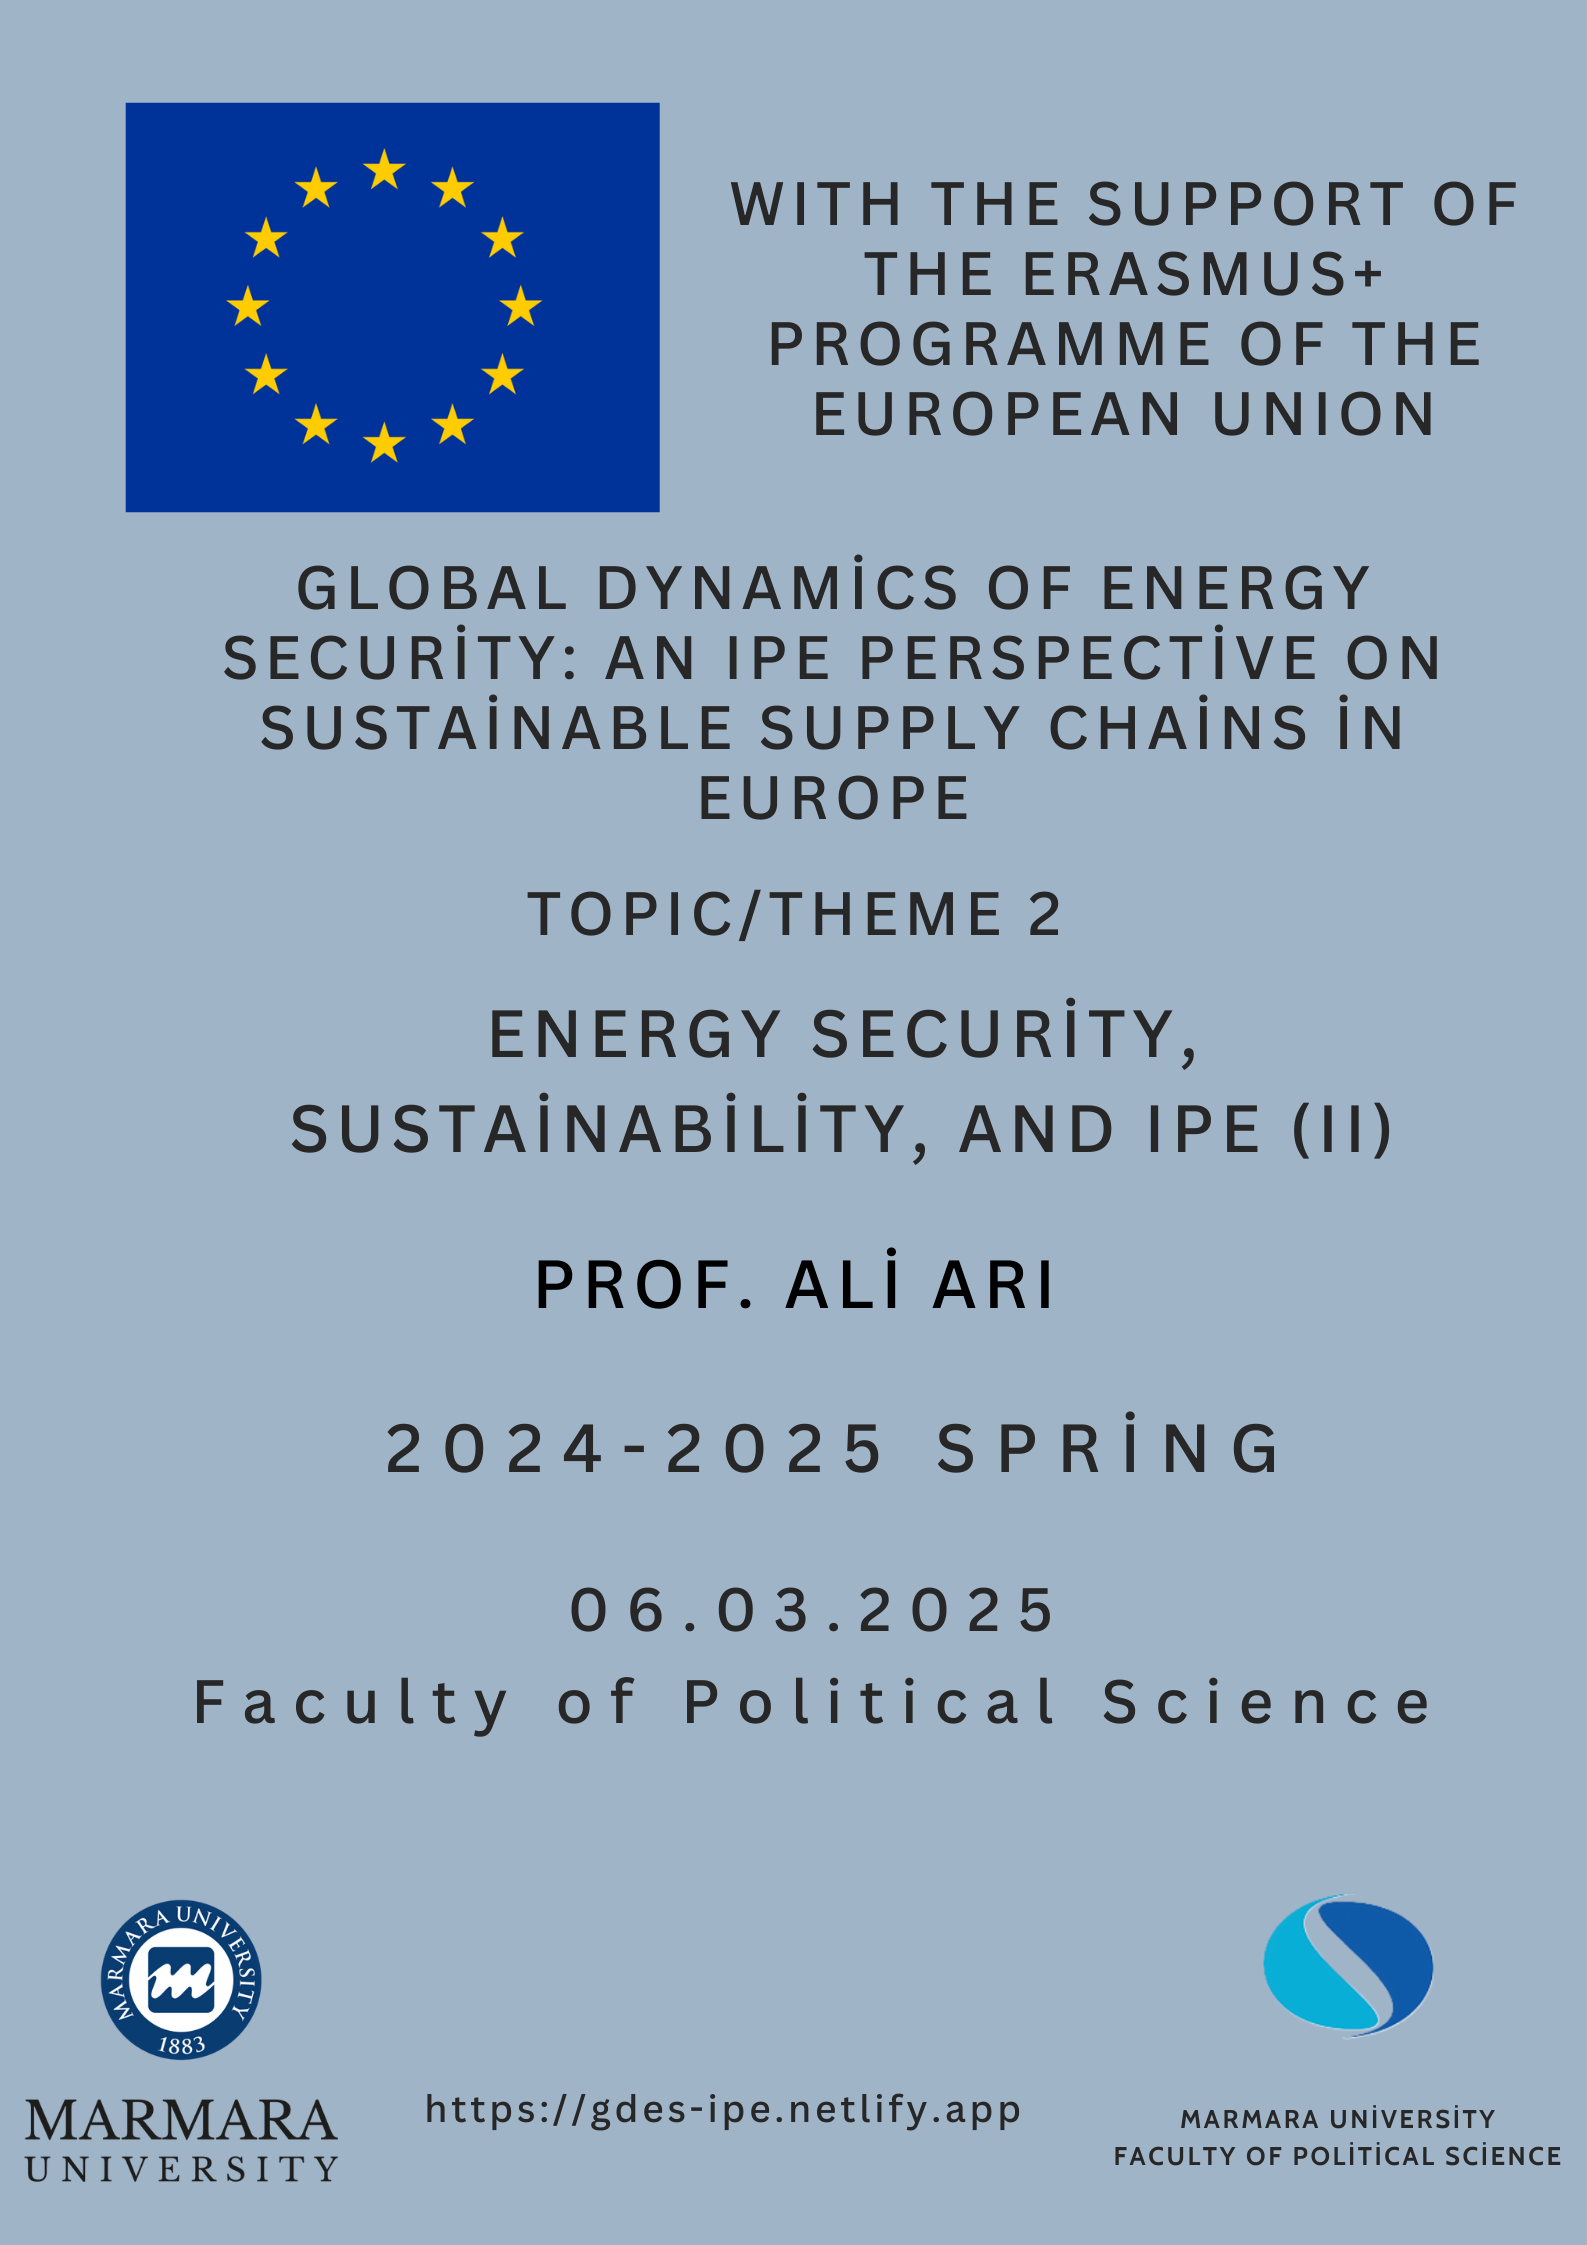 WITH THE SUPPORT OF
THE ERASMUS+
PROGRAMME OF THE
EUROPEAN UNION
GLOBAL DYNAMİCS OF ENERGY
SECURİTY: AN IPE PERSPECTİVE ON
SUSTAİNABLE SUPPLY CHAİNS İN
EUROPE
TOPIC/THEME 2
ENERGY SECURİTY,
SUSTAİNABİLİTY, AND IPE (II)
PROF. ALİ ARI
2024-2025 SPRİNG
06.03.2025
Faculty of Political Science
MARMARA UNIVERSITY
1883
MARMARA
UNIVERSITY
https://gdes-ipe.netlify.app
MARMARA UNİVERSİTY
FACULTY OF POLİTİCAL SCİENCE